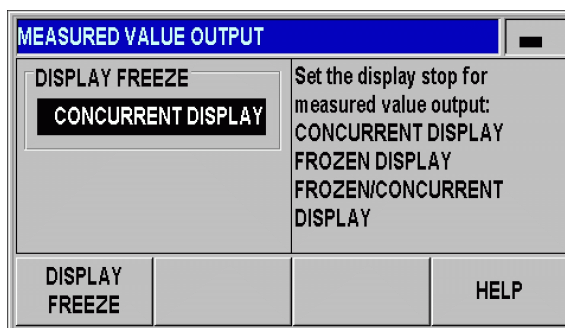 MEASURED VALUE OUTPUT
DISPLAY FREEZE
CONCURRENT DISPLAY
Set the display stop for
measured value output:
CONCURRENT DISPLAY
FROZEN DISPLAY
FROZEN/CONCURRENT
DISPLAY
DISPLAY
FREEZE
HELP